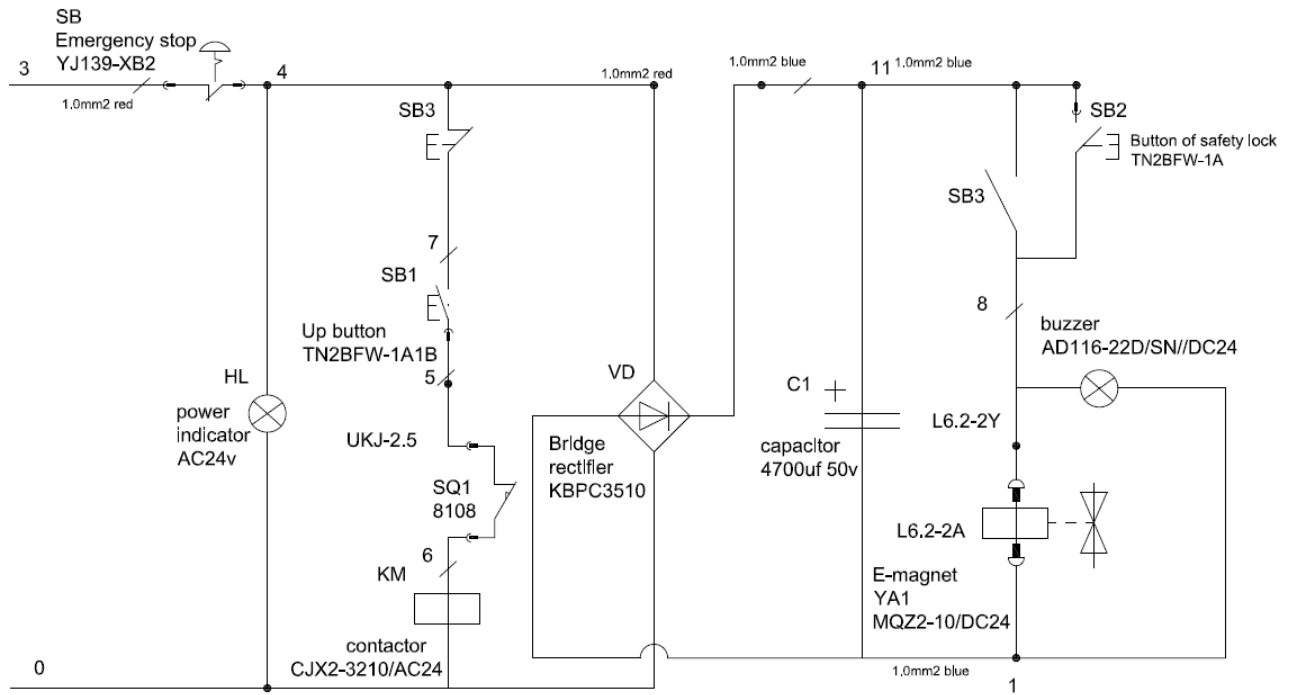 SB
Emergency stop
YJ139-XB2
3
1.0mm2 red
4
1.0mm2 red
1.0mm2 blue
11
1.0mm2 blue
SB3
SB2
Button of safety lock
TN2BFW-1A
SB3
7
SB1
Up button
TN2BFW-1A1B
5
8
buzzer
AD116-22D/SN//DC24
HL
power
indicator
AC24v
VD
C1
UKJ-2.5
Bridge
rectifier
KBPC3510
capacitor
4700uf 50v
L6.2-2Y
SQ1
8108
L6.2-2A
6
KM
E-magnet
YA1
MQZ2-10/DC24
contactor
CJX2-3210/AC24
0
1.0mm2 blue
1